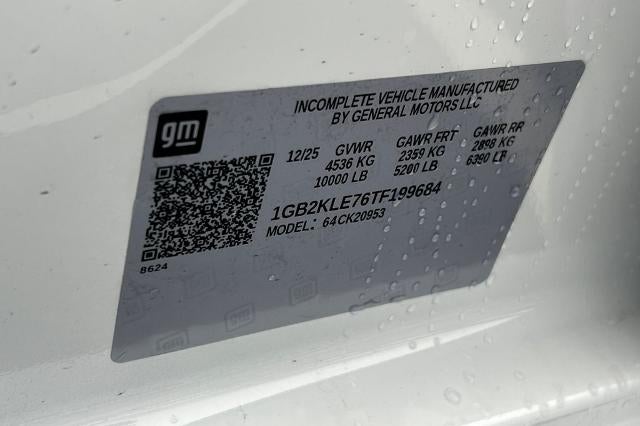 gm
INCOMPLETE VEHICLE MANUFACTURED
BY GENERAL MOTORS LLC
12/25 GVWR GAWR FRT GAWR RR
4536 KG 2359 KG 2898 KG
10000 LB 5200 LB 6390 LB
1GB2KLE76TF199684
MODEL: 64CK20953
8624